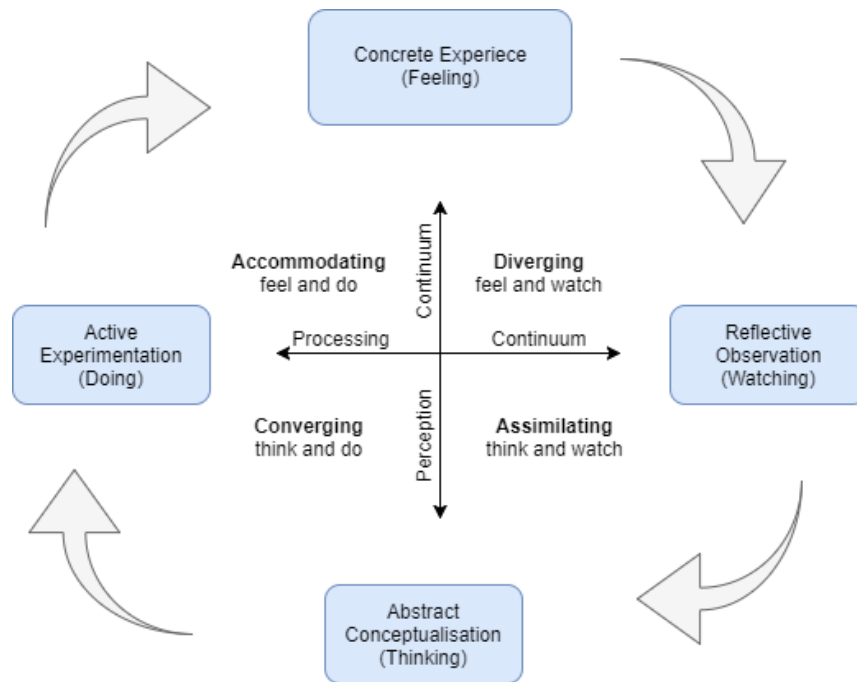 Concrete Experiece
(Feeling)
Accommodating
feel and do
Continuum
Diverging
feel and watch
Active
Experimentation
(Doing)
Processing
Continuum
Reflective
Observation
(Watching)
Converging
think and do
Perception
Assimilating
think and watch
Abstract
Conceptualisation
(Thinking)